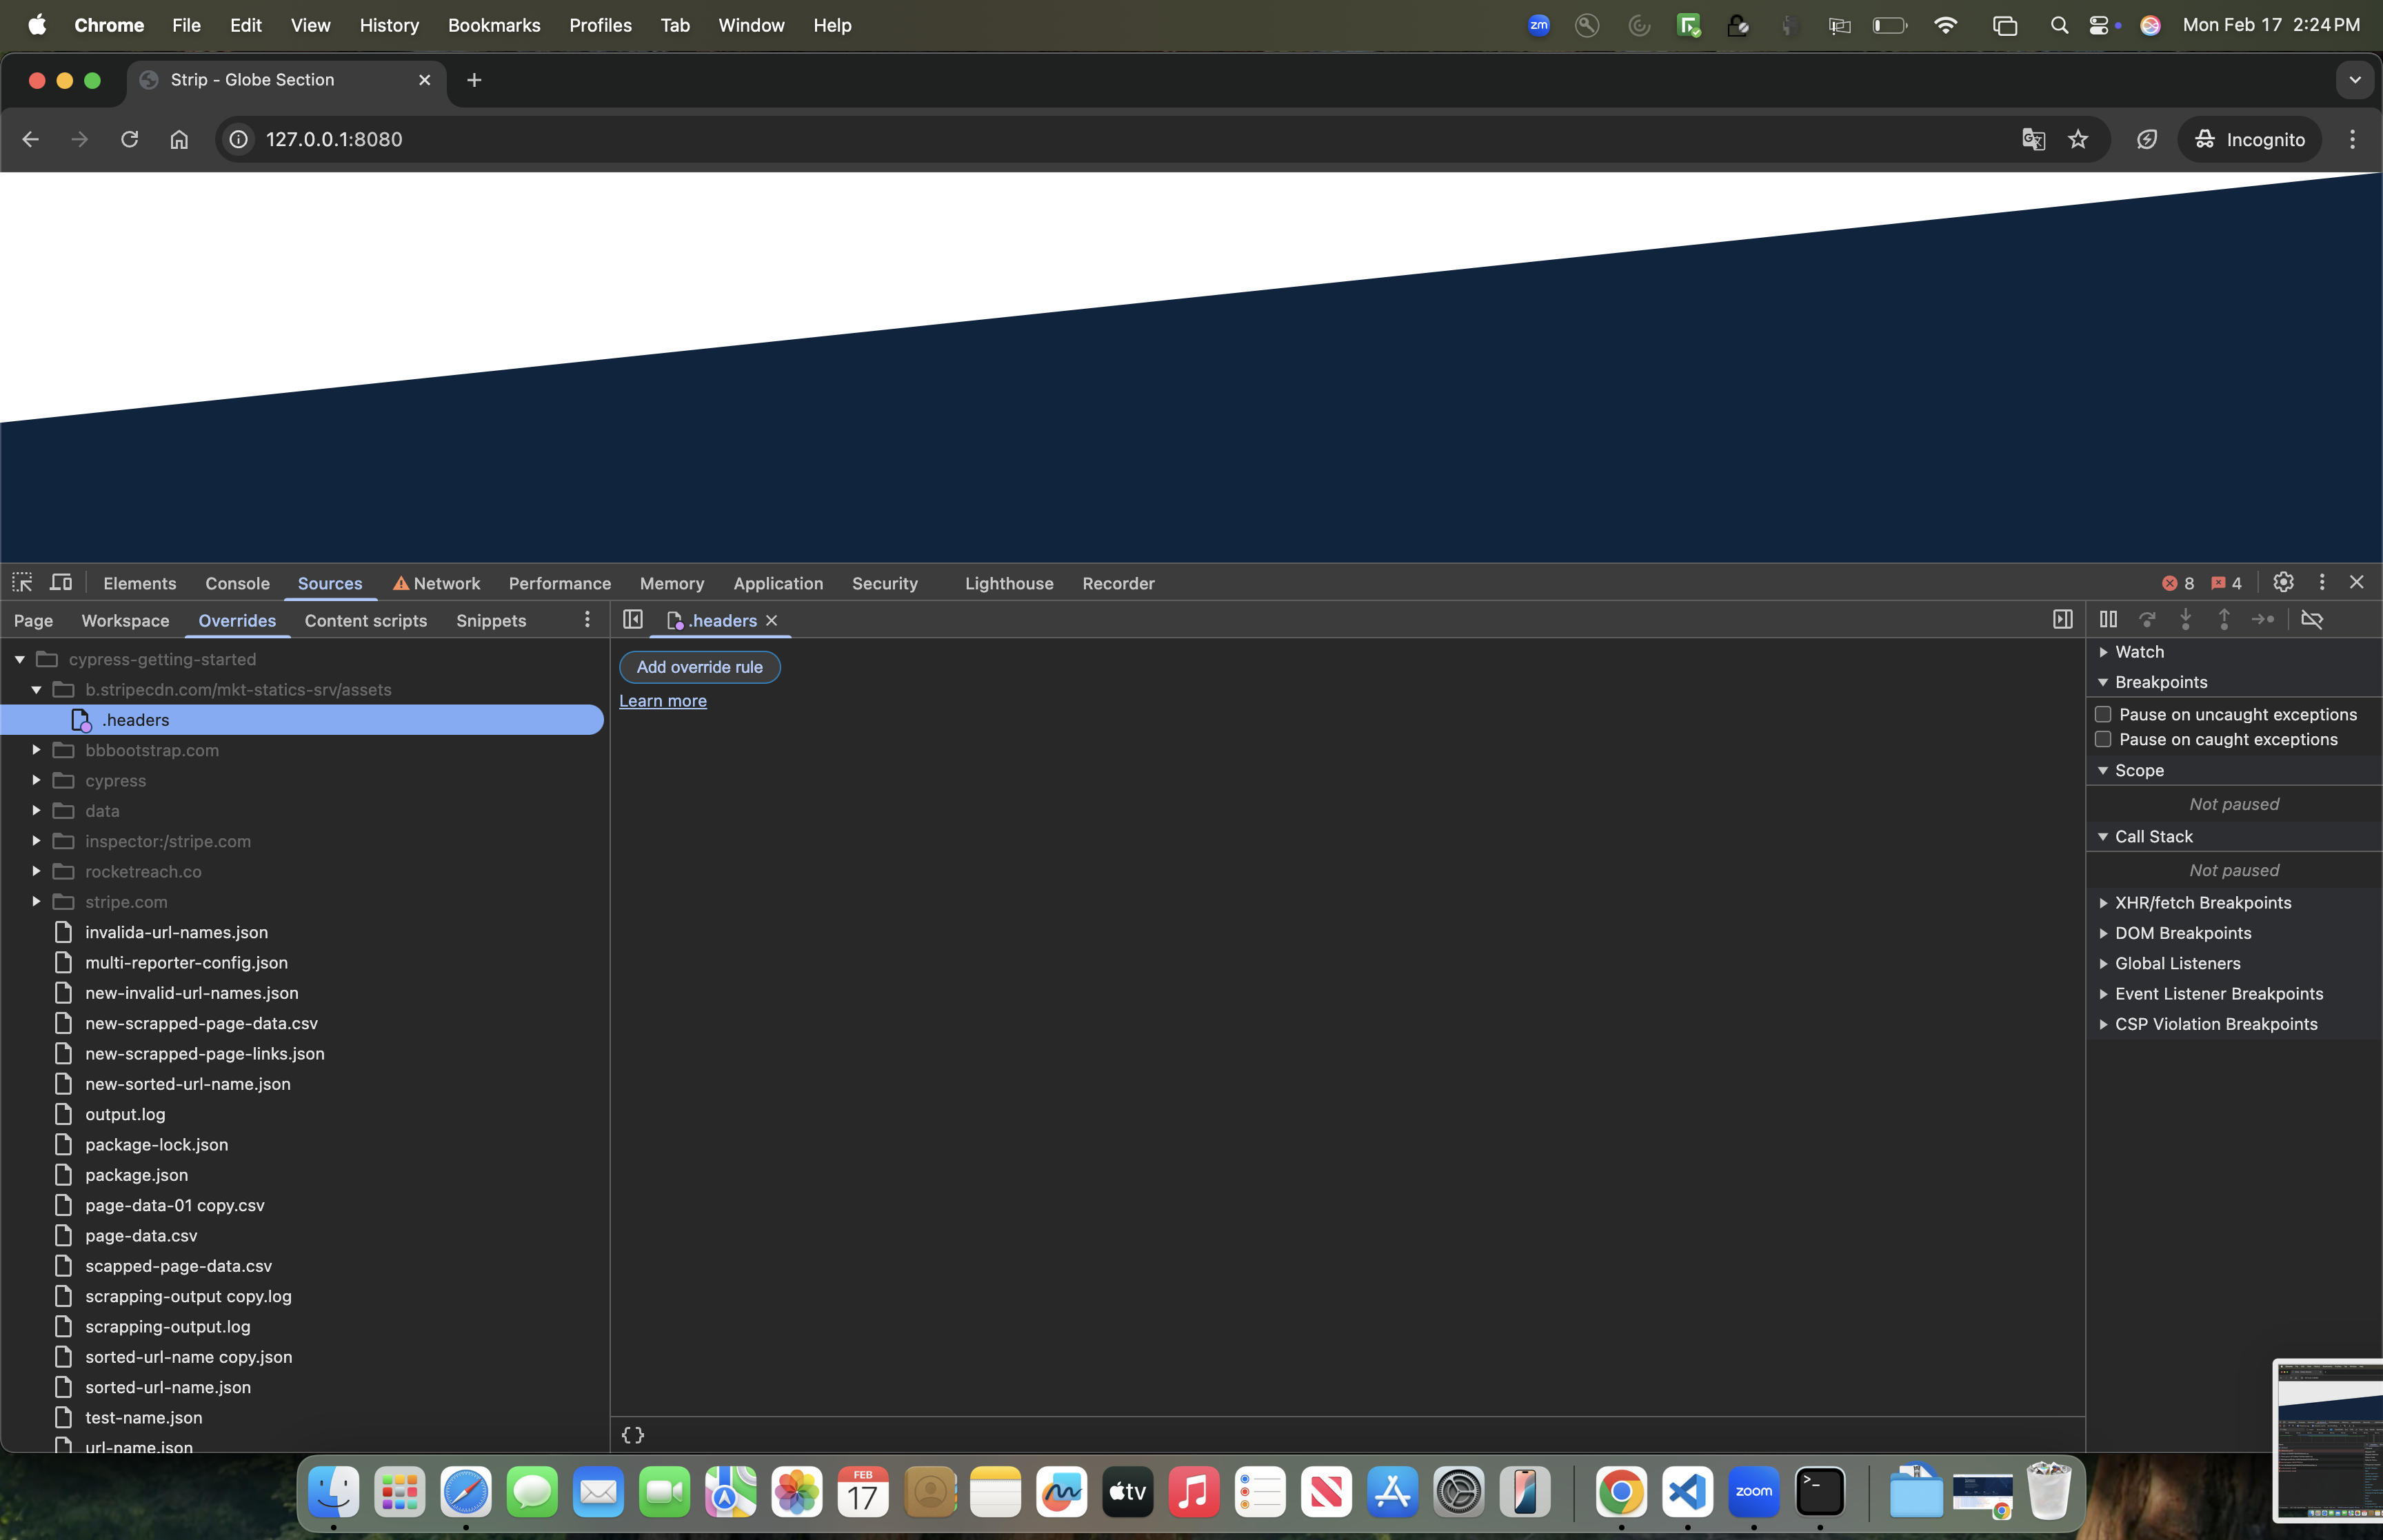 Chrome File Edit View History Bookmarks Profiles Tab Window Help zm Mon Feb 17 2:24 PM
Strip - Globe Section
127.0.0.1:8080 Incognito
Elements Console Sources Network Performance Memory Application Security Lighthouse Recorder 8 4
Page Workspace Overrides Content scripts Snippets
.headers
cypress-getting-started
b.stripecdn.com/mkt-statics-srv/assets
.headers
bbbootstrap.com
cypress
data
inspector:/stripe.com
rocketreach.co
stripe.com
invalida-url-names.json
multi-reporter-config.json
new-invalid-url-names.json
new-scrapped-page-data.csv
new-scrapped-page-links.json
new-sorted-url-name.json
output.log
package-lock.json
package.json
page-data-01 copy.csv
page-data.csv
scapped-page-data.csv
scrapping-output copy.log
scrapping-output.log
sorted-url-name copy.json
sorted-url-name.json
test-name.json
url-name.json
Add override rule
Learn more
{}
Watch
Breakpoints
Pause on uncaught exceptions
Pause on caught exceptions
Scope
Not paused
Call Stack
Not paused
XHR/fetch Breakpoints
DOM Breakpoints
Global Listeners
Event Listener Breakpoints
CSP Violation Breakpoints
FEB
17
tv
zoom
>_